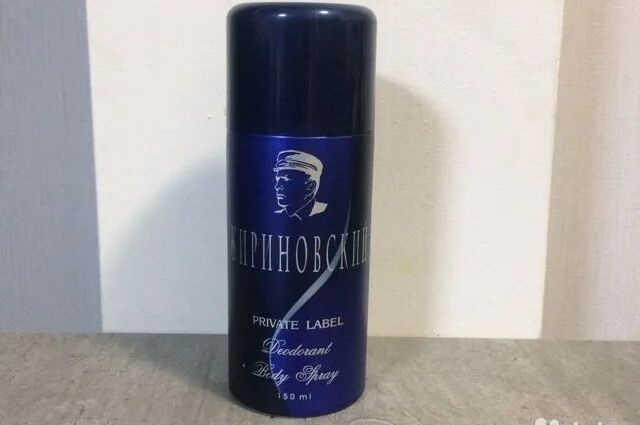 ЖИРИНОВСКИЙ
PRIVATE LABEL
Deodorant
Body Spray
150 ml